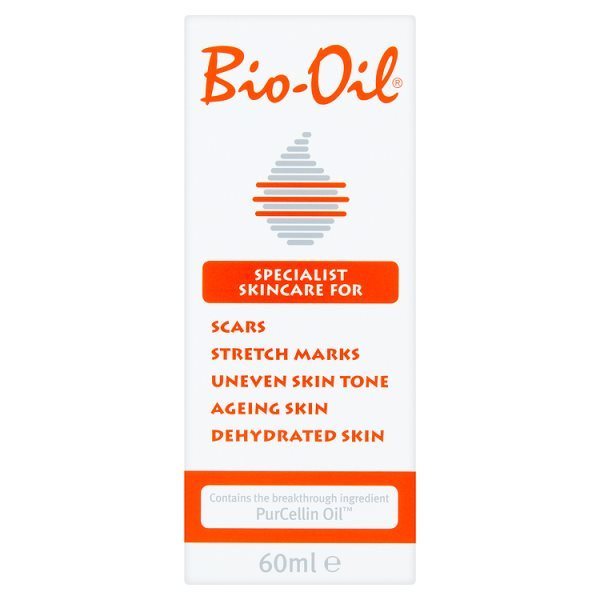 Bio-Oil®
SPECIALIST
SKINCARE FOR
SCARS
STRETCH MARKS
UNEVEN SKIN TONE
AGEING SKIN
DEHYDRATED SKIN
Contains the breakthrough ingredient
PurCellin Oil™
60ml ℮